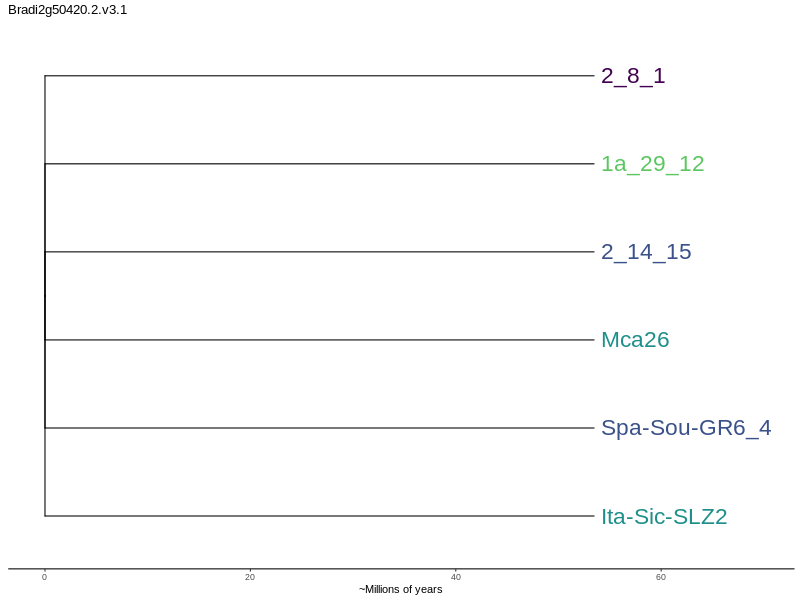 Bradi2g50420.2.v3.1
2_8_1
1a_29_12
2_14_15
Mca26
Spa-Sou-GR6_4
Ita-Sic-SLZ2
0 20 40 60
~Millions of years